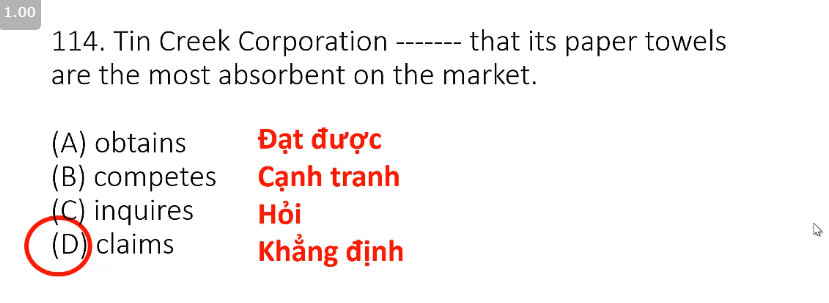 1.00
114. Tin Creek Corporation ------- that its paper towels
are the most absorbent on the market.
(A) obtains Đạt được
(B) competes Cạnh tranh
(C) inquires Hỏi
(D) claims Khẳng định